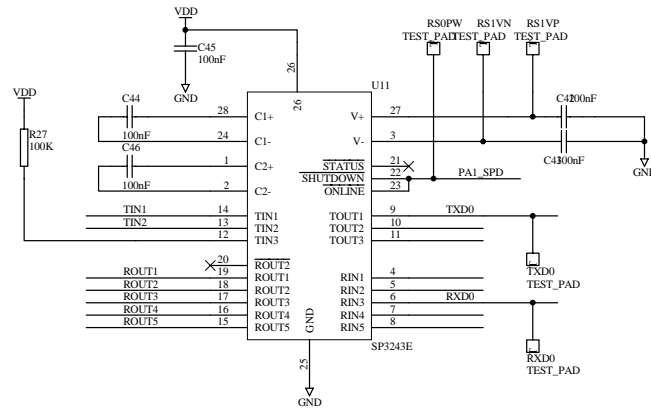 VDD
RS0PW RS1VN RS1VP
TEST_PAD TEST_PAD TEST_PAD
C45
100nF
GND
26
U11
VDD
R27
100K
C44
100nF
C46
100nF
28 C1+
24 C1-
1 C2+
2 C2-
26
V+ 27
V- 3
STATUS 21
SHUTDOWN 22 PA1_SPD
ONLINE 23
C42 100nF
C43 100nF
GND
TIN1 14 TIN1 TOUT1 9 TXD0
TIN2 13 TIN2 TOUT2 10
12 TIN3 TOUT3 11
20 ROUT2
ROUT1 19 ROUT1 RIN1 4
ROUT2 18 ROUT2 RIN2 5
ROUT3 17 ROUT3 RIN3 6 RXD0
ROUT4 16 ROUT4 RIN4 7
ROUT5 15 ROUT5 RIN5 8
GND
SP3243E
TXD0
TEST_PAD
RXD0
TEST_PAD
25
GND